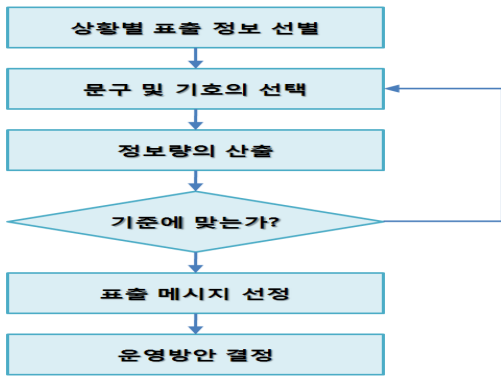 상황별 표출 정보 선별
문구 및 기호의 선택
정보량의 산출
기준에 맞는가?
표출 메시지 선정
운영방안 결정